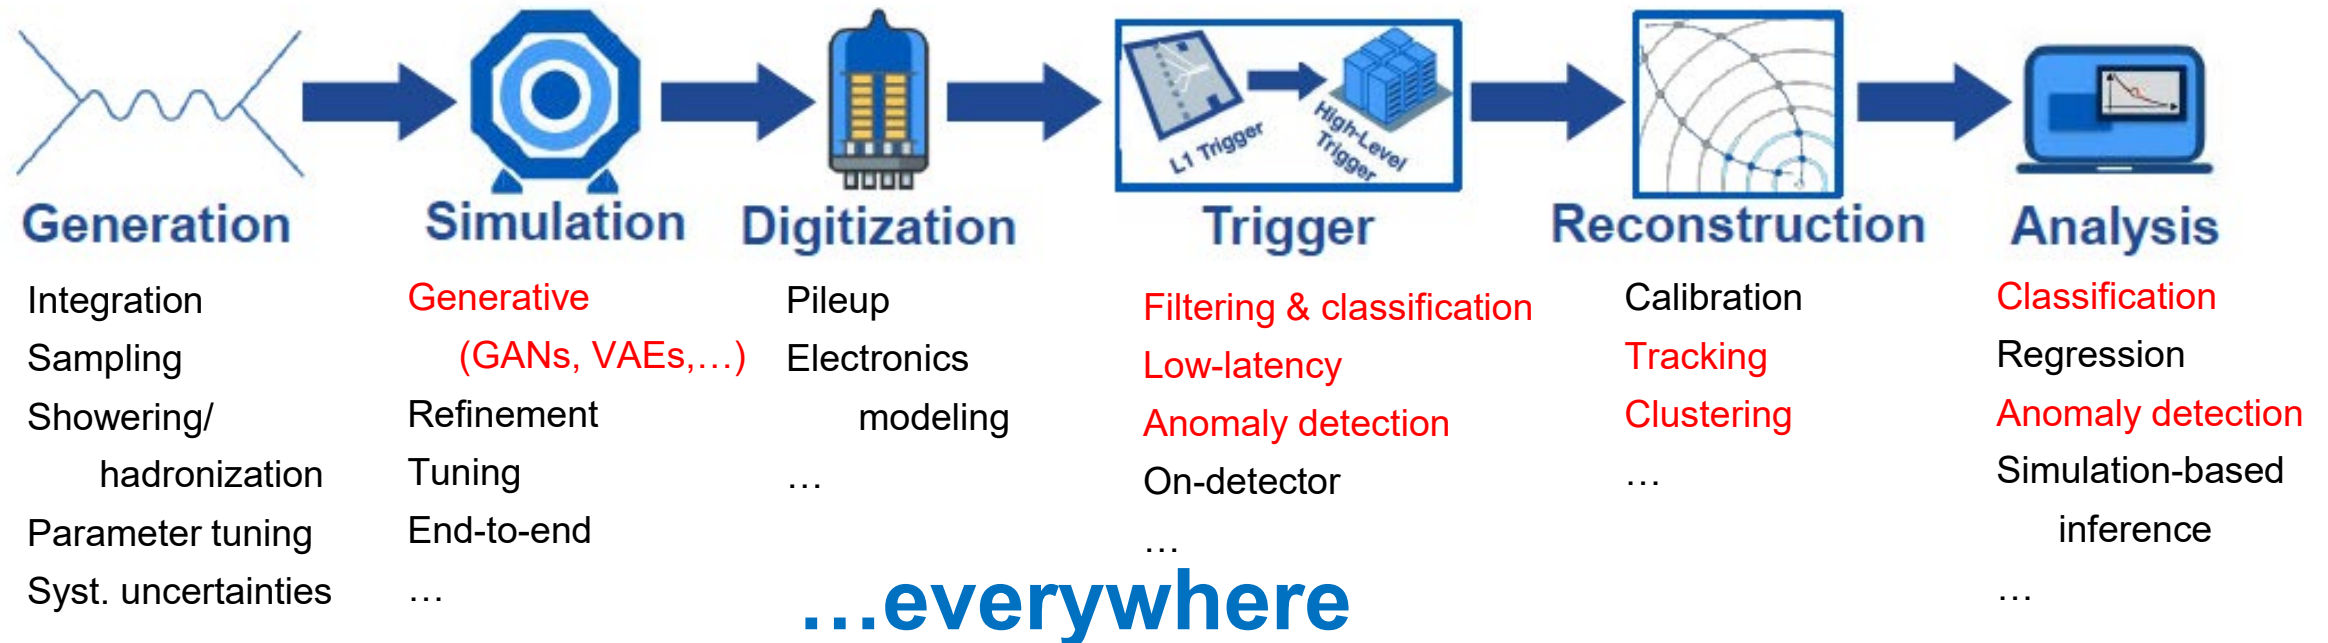 L1 Trigger
High-Level
Trigger
Generation
Simulation
Digitization
Trigger
Reconstruction
Analysis
Integration
Sampling
Showering/
hadronization
Parameter tuning
Syst. uncertainties
Generative
(GANs, VAEs,…)
Refinement
Tuning
End-to-end
…
Pileup
Electronics
modeling
…
Filtering & classification
Low-latency
Anomaly detection
On-detector
…
Calibration
Tracking
Clustering
…
Classification
Regression
Anomaly detection
Simulation-based
inference
…
…everywhere